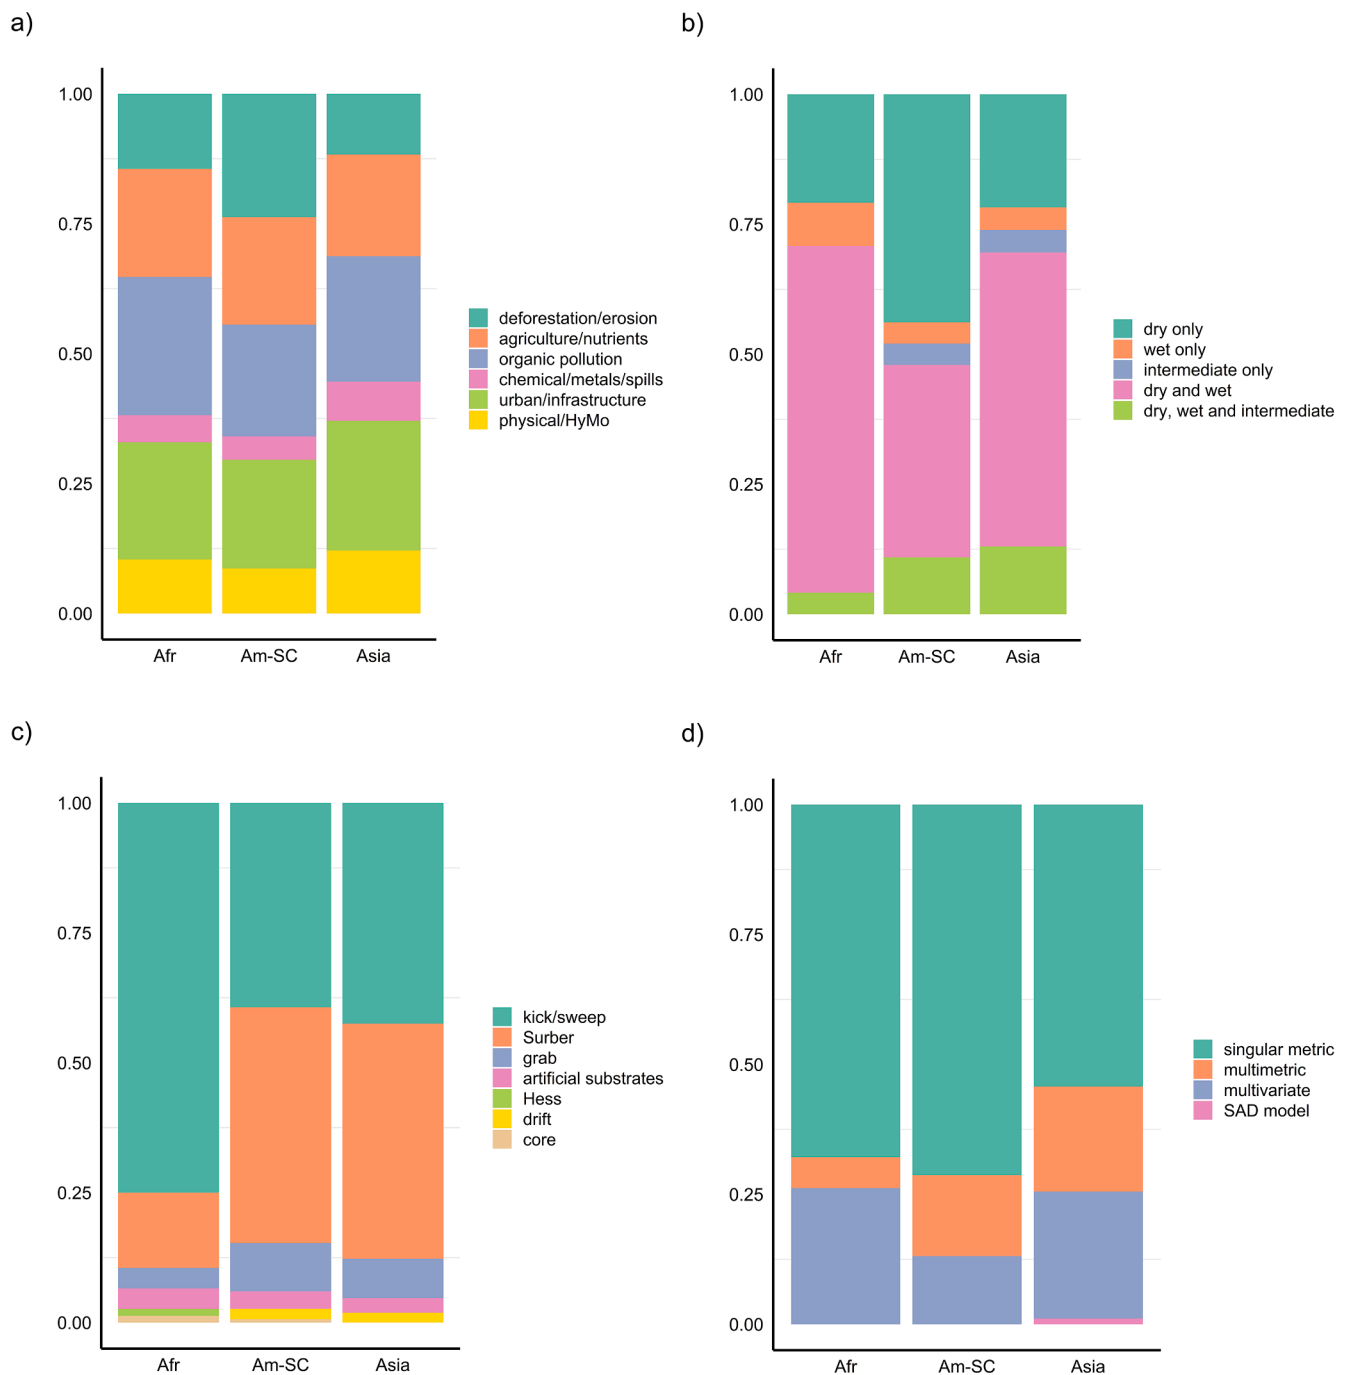 a)
1.00
0.75
0.50
0.25
0.00
Afr Am-SC Asia
deforestation/erosion
agriculture/nutrients
organic pollution
chemical/metals/spills
urban/infrastructure
physical/HyMo
b)
1.00
0.75
0.50
0.25
0.00
Afr Am-SC Asia
dry only
wet only
intermediate only
dry and wet
dry, wet and intermediate
c)
1.00
0.75
0.50
0.25
0.00
Afr Am-SC Asia
kick/sweep
Surber
grab
artificial substrates
Hess
drift
core
d)
1.00
0.75
0.50
0.25
0.00
Afr Am-SC Asia
singular metric
multimetric
multivariate
SAD model